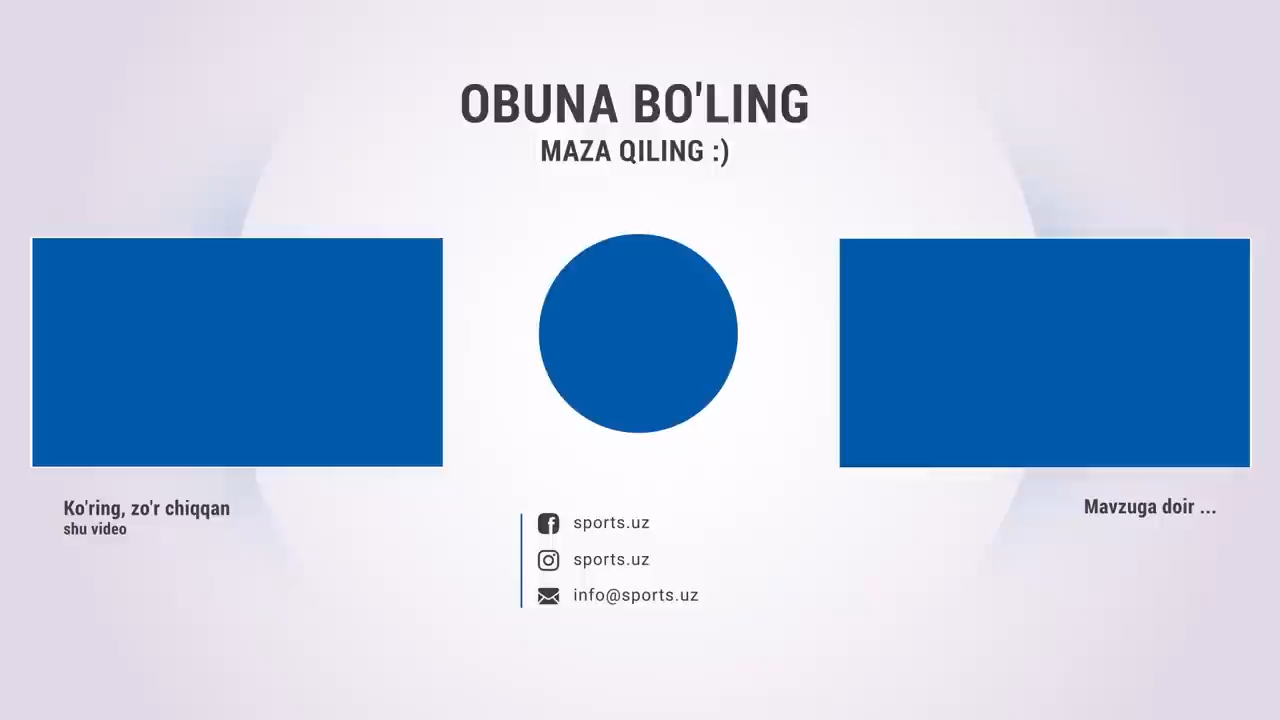 OBUNA BO'LING
MAZA QILING :)
Ko'ring, zo'r chiqqan
shu video
Mavzuga doir ...
sports.uz
sports.uz
info@sports.uz